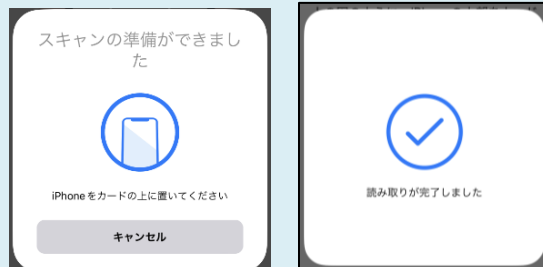 スキャンの準備ができまし
た
iPhoneをカードの上に置いてください
キャンセル
読み取りが完了しました